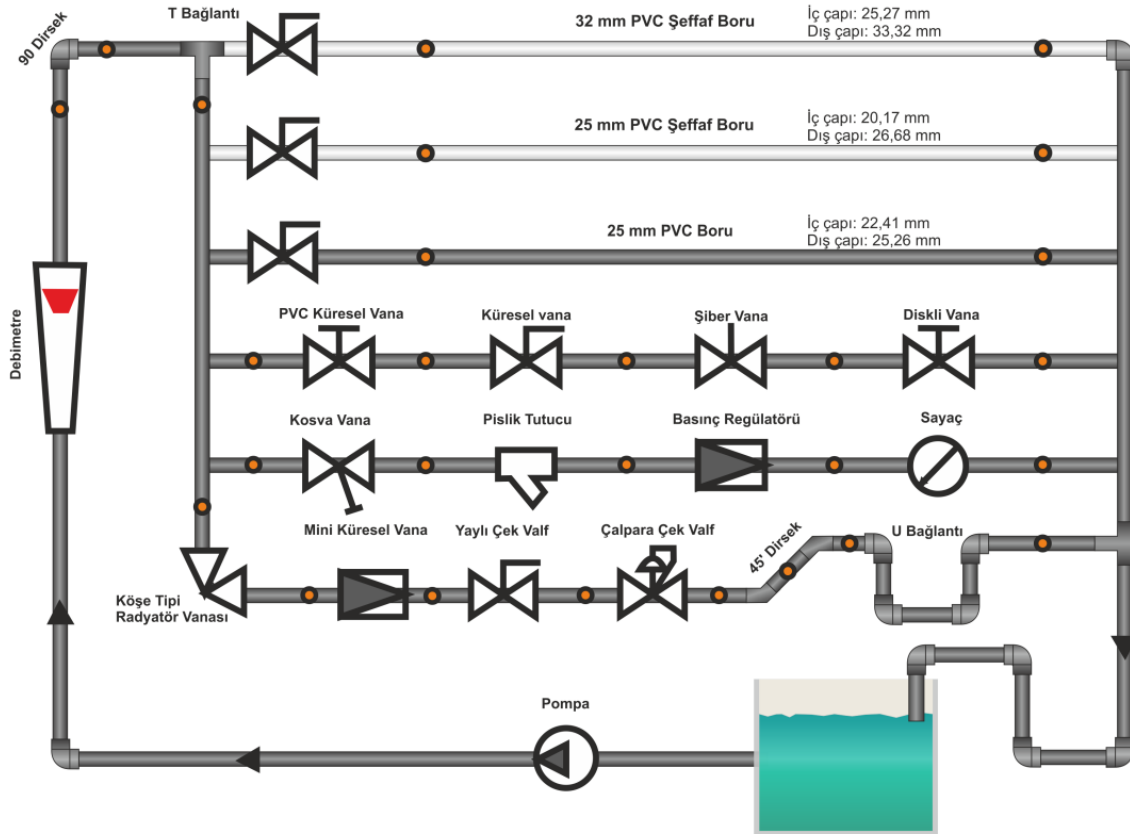 T Bağlantı
32 mm PVC Şeffaf Boru
İç çapı: 25,27 mm
Dış çapı: 33,32 mm
90 Dirsek
25 mm PVC Şeffaf Boru
İç çapı: 20,17 mm
Dış çapı: 26,68 mm
25 mm PVC Boru
İç çapı: 22,41 mm
Dış çapı: 25,26 mm
Debimetre
PVC Küresel Vana
Küresel vana
Şiber Vana
Diskli Vana
Kosva Vana
Pislik Tutucu
Basınç Regülatörü
Sayaç
Mini Küresel Vana
Yaylı Çek Valf
Çalpara Çek Valf
45' Dirsek
U Bağlantı
Köşe Tipi
Radyatör Vanası
Pompa